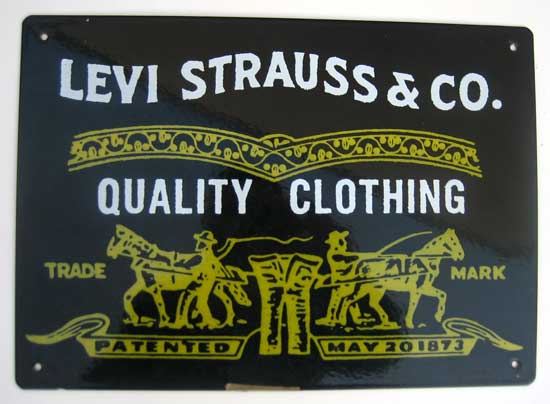 LEVI STRAUSS & CO.
QUALITY CLOTHING
TRADE MARK
PATENTED MAY 20 1873